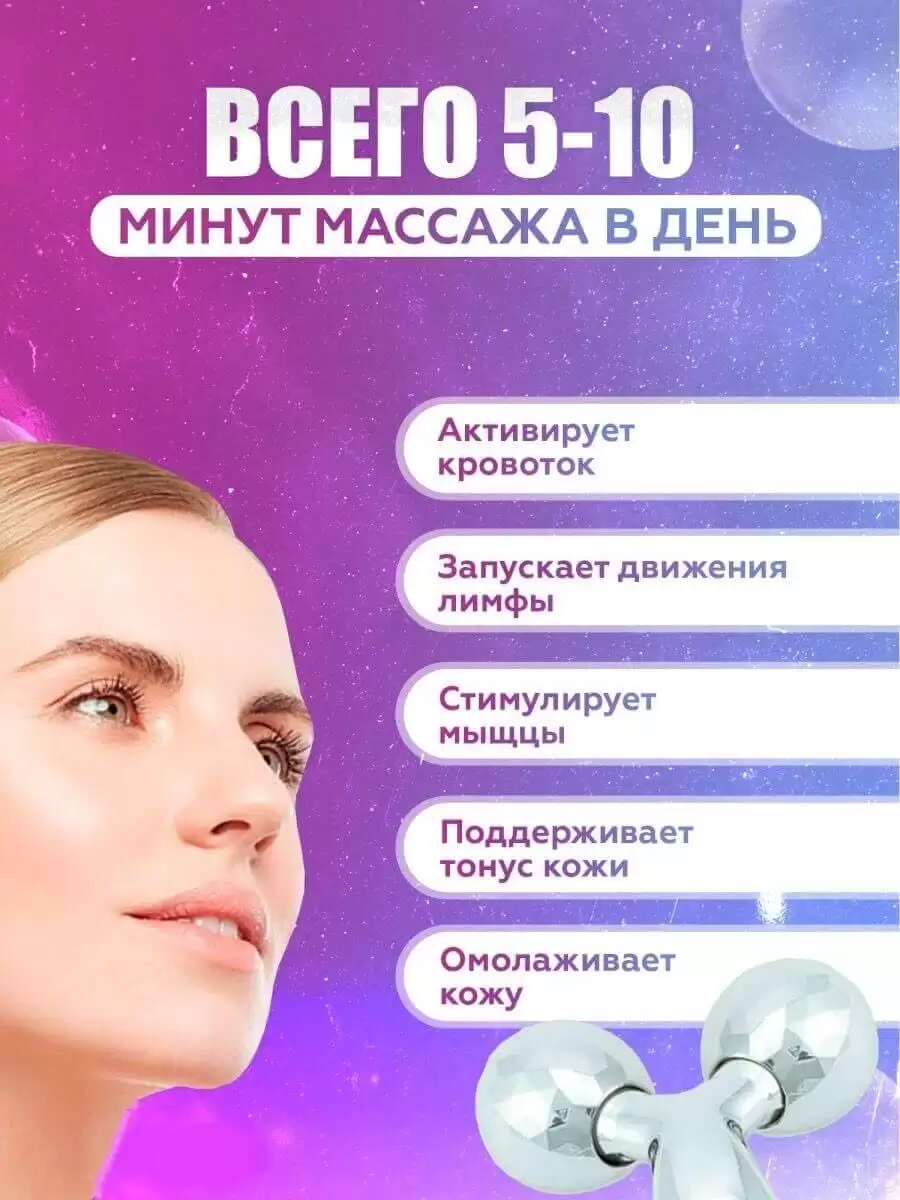 ВСЕГО 5-10
МИНУТ МАССАЖА В ДЕНЬ
Активирует
кровоток
Запускает движения
лимфы
Стимулирует
мыщцы
Поддерживает
тонус кожи
Омолаживает
кожу